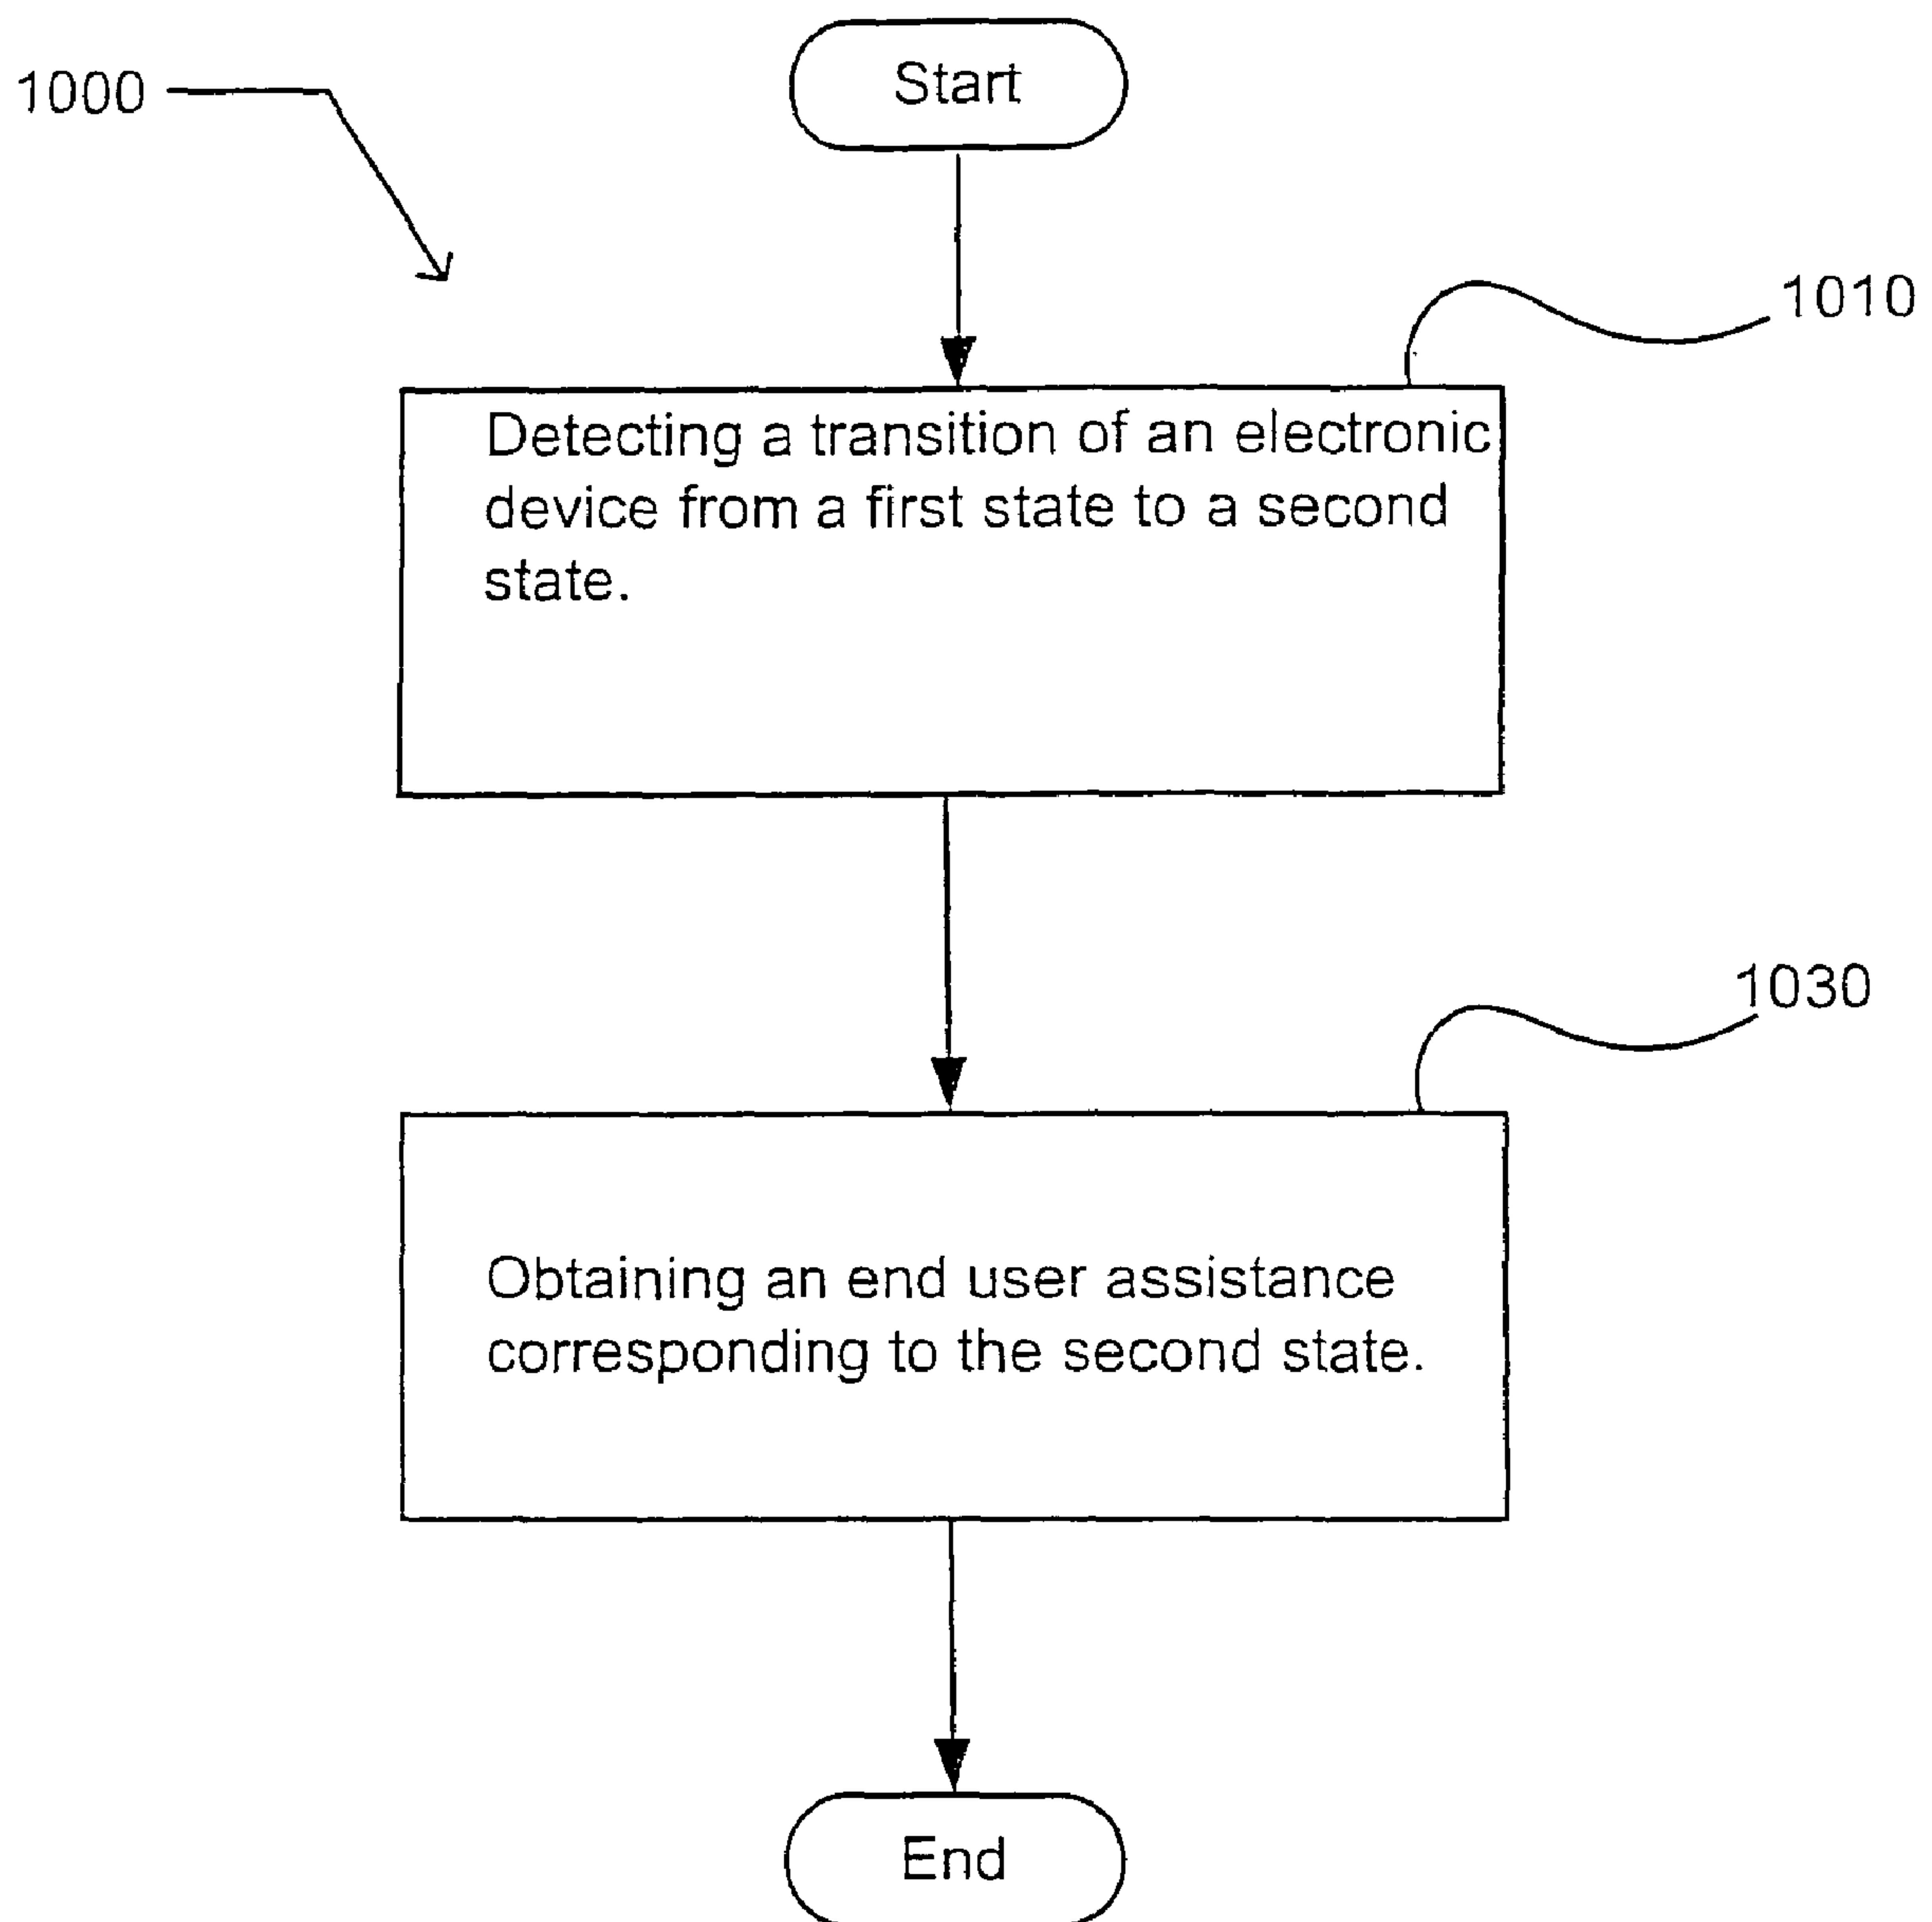 1000
Start
1010
Detecting a transition of an electronic
device from a first state to a second
state.
1030
Obtaining an end user assistance
corresponding to the second state.
End